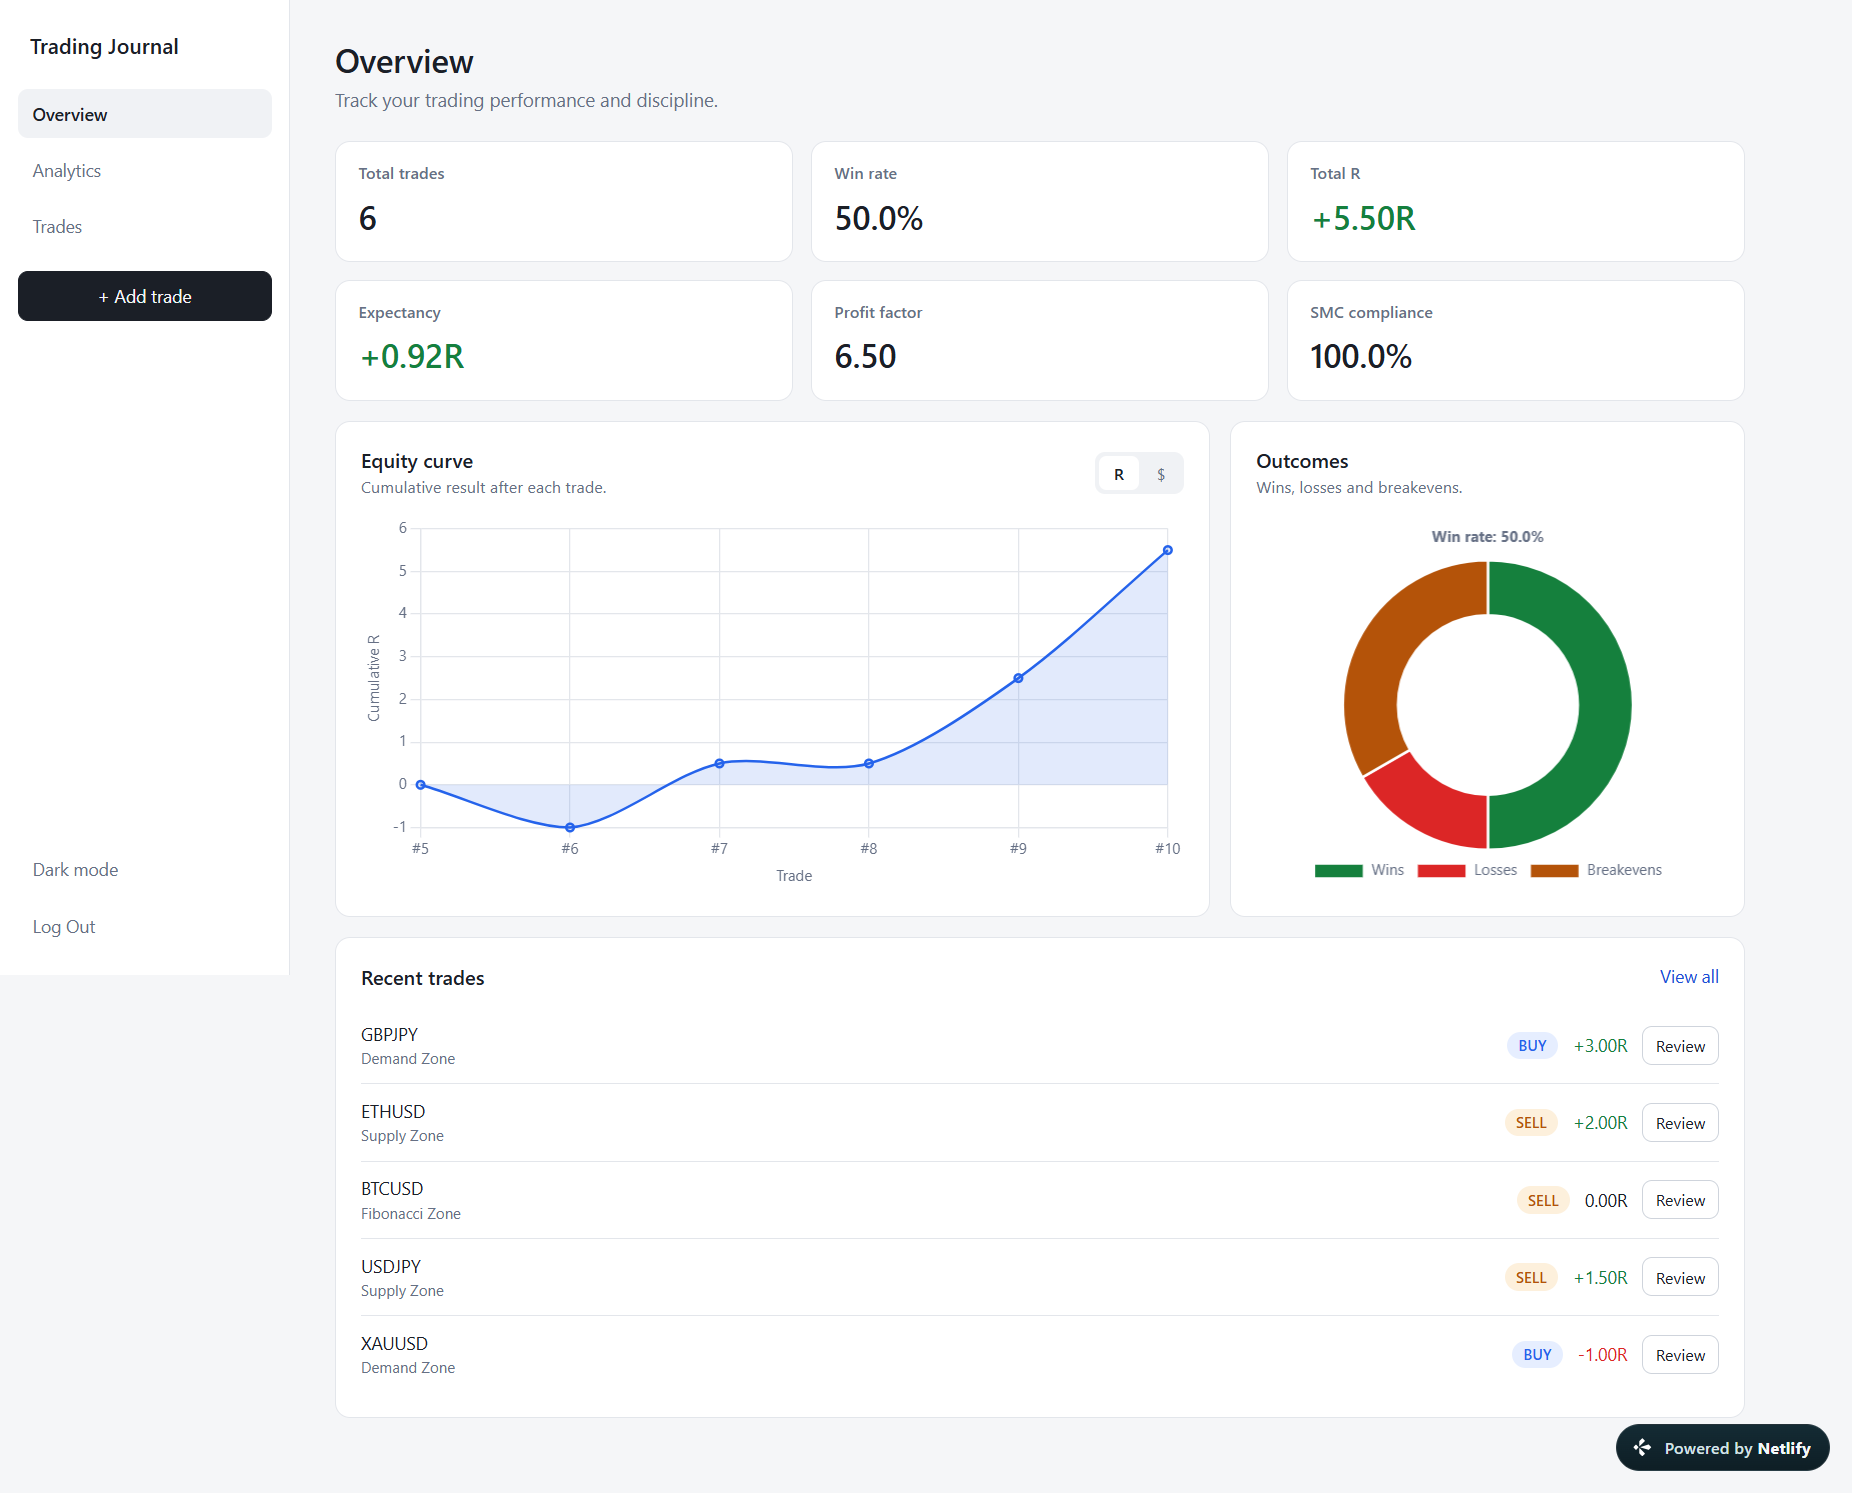 Trading Journal
Overview
Analytics
Trades
+ Add trade
Dark mode
Log Out
Overview
Track your trading performance and discipline.
Total trades
6
Win rate
50.0%
Total R
+5.50R
Expectancy
+0.92R
Profit factor
6.50
SMC compliance
100.0%
Equity curve
Cumulative result after each trade.
R $
Cumulative R
6
5
4
3
2
1
0
-1
#5 #6 #7 #8 #9 #10
Trade
Outcomes
Wins, losses and breakevens.
Win rate: 50.0%
Wins Losses Breakevens
Recent trades
View all
GBPJPY
Demand Zone
BUY +3.00R Review
ETHUSD
Supply Zone
SELL +2.00R Review
BTCUSD
Fibonacci Zone
SELL 0.00R Review
USDJPY
Supply Zone
SELL +1.50R Review
XAUUSD
Demand Zone
BUY -1.00R Review
Powered by Netlify